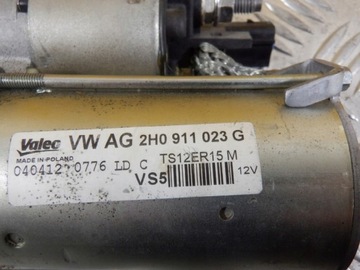 Valeo VW AG 2H0 911 023 G
MADE IN POLAND TS12ER15 M
040412 0776 LD C
VS5 12V